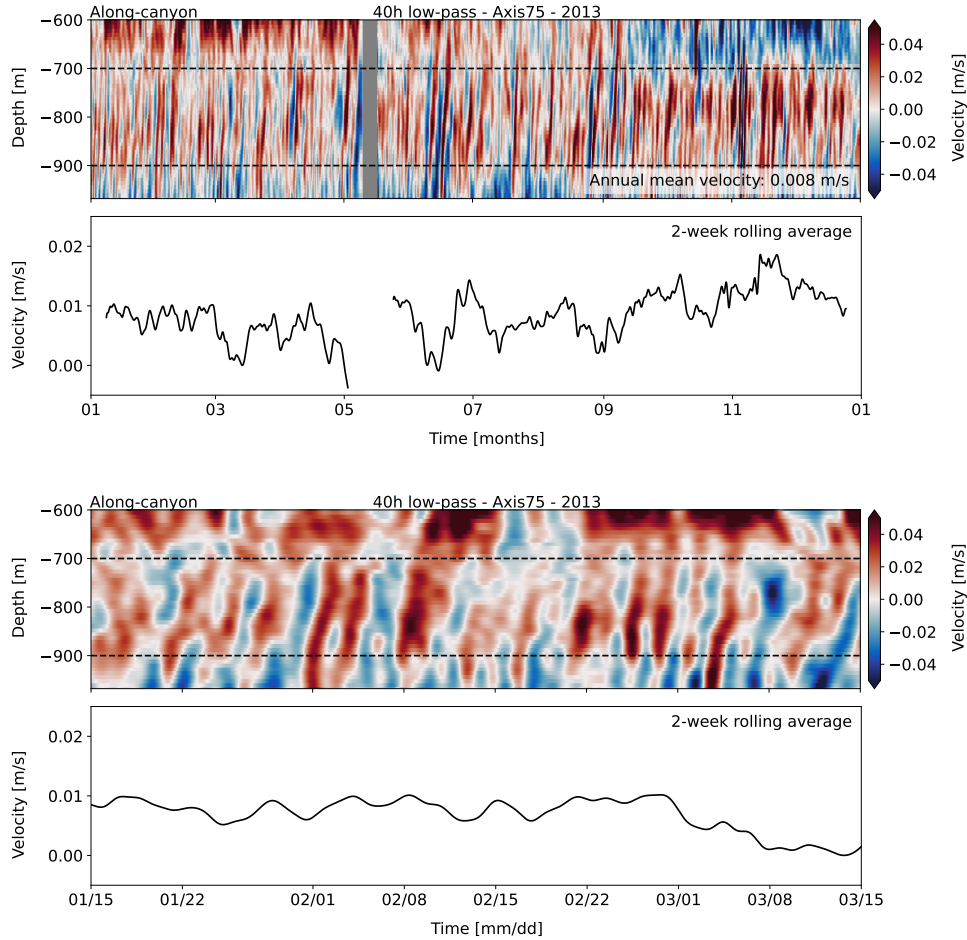 Along-canyon 40h low-pass - Axis75 - 2013
−600
−700
−800
−900
Depth [m]
Annual mean velocity: 0.008 m/s
0.04
0.02
0.00
−0.02
−0.04
Velocity [m/s]
2-week rolling average
0.02
0.01
0.00
Velocity [m/s]
01 03 05 07 09 11 01
Time [months]
Along-canyon 40h low-pass - Axis75 - 2013
−600
−700
−800
−900
Depth [m]
0.04
0.02
0.00
−0.02
−0.04
Velocity [m/s]
2-week rolling average
0.02
0.01
0.00
Velocity [m/s]
01/15 01/22 02/01 02/08 02/15 02/22 03/01 03/08 03/15
Time [mm/dd]